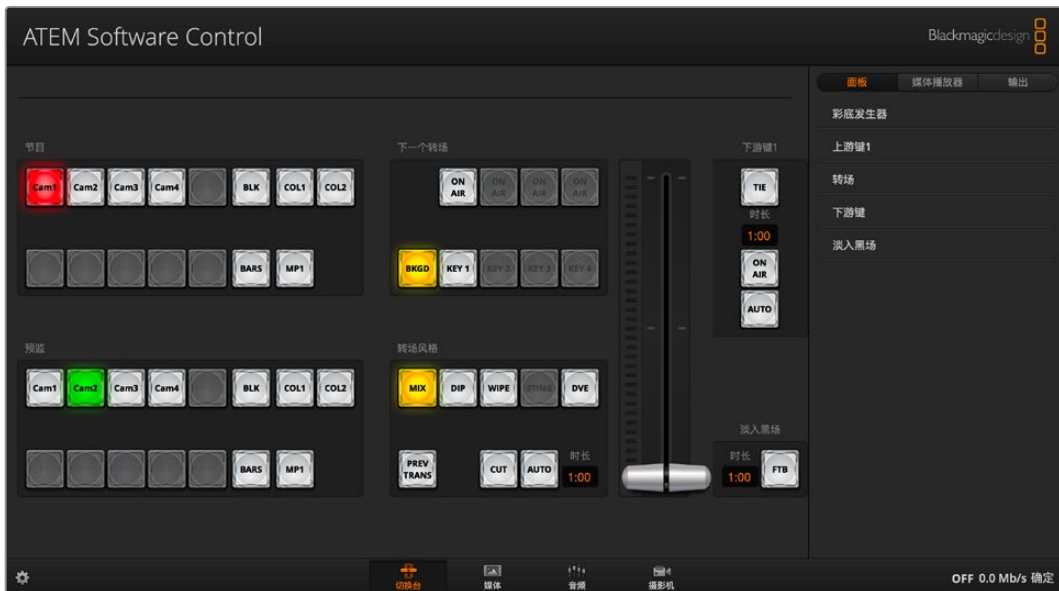 ATEM Software Control
Blackmagicdesign
面板 媒体播放器 输出
彩底发生器
上游键1
转场
下游键
淡入黑场
节目
Cam1 Cam2 Cam3 Cam4 BLK COL1 COL2
BARS MP1
下一个转场
ON AIR ON AIR ON AIR ON AIR
BKGD KEY 1 KEY 2 KEY 3 KEY 4
下游键1
TIE
时长
1:00
ON AIR
AUTO
预监
Cam1 Cam2 Cam3 Cam4 BLK COL1 COL2
BARS MP1
转场风格
MIX DIP WIPE STING DVE
PREV TRANS CUT AUTO 时长 1:00
淡入黑场
时长
1:00 FTB
切换台 媒体 音频 摄影机
OFF 0.0 Mb/s 确定